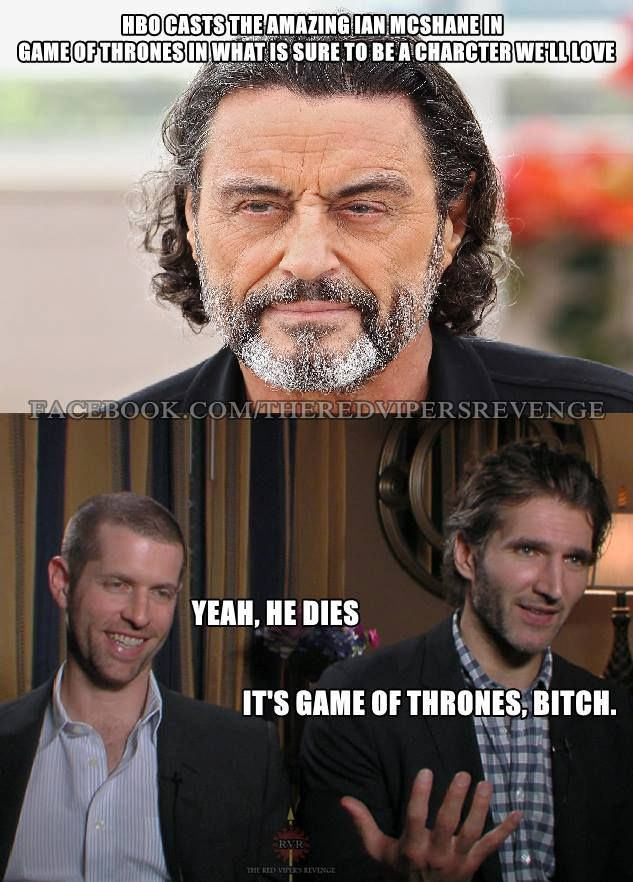 HBO CASTS THE AMAZING IAN MCSHANE IN
GAME OF THRONES IN WHAT IS SURE TO BE A CHARCTER WE'LL LOVE
FACEBOOK.COM/THEREDVIPERSREVENGE
YEAH, HE DIES
IT'S GAME OF THRONES, BITCH.
RVR
THE RED VIPER'S REVENGE